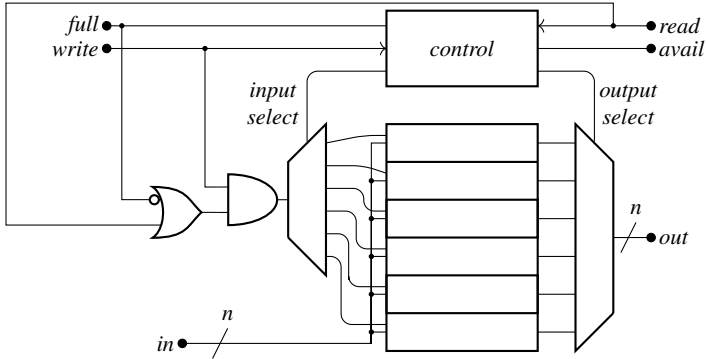 full
read
write
control
avail
input
select
output
select
n
out
n
in